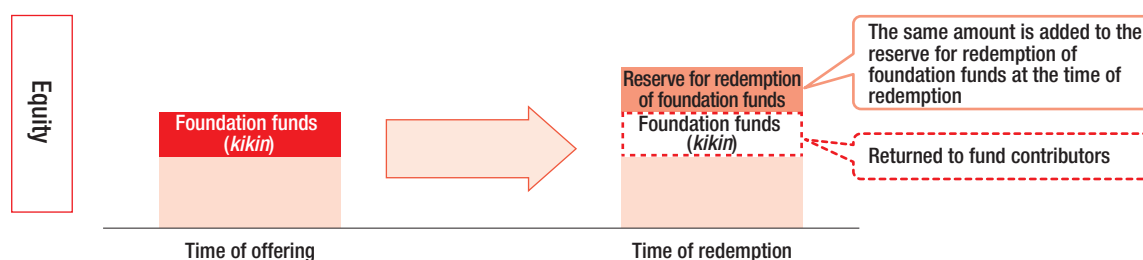 Equity
Foundation funds
(kikin)
Time of offering
Reserve for redemption
of foundation funds
Foundation funds
(kikin)
Time of redemption
The same amount is added to the
reserve for redemption of
foundation funds at the time of
redemption
Returned to fund contributors